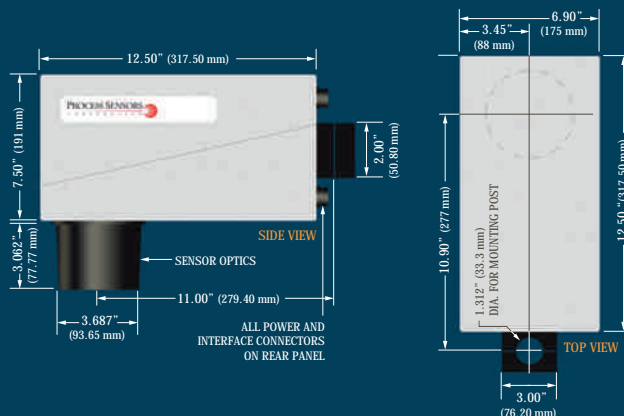 12.50" (317.50 mm)
PROCESS SENSORS
CORPORATION
7.50" (191 mm)
2.00"
(50.80 mm)
SIDE VIEW
3.062"
(77.77 mm)
SENSOR OPTICS
11.00" (279.40 mm)
3.687"
(93.65 mm)
ALL POWER AND
INTERFACE CONNECTORS
ON REAR PANEL
6.90"
(175 mm)
3.45"
(88 mm)
10.90" (277 mm)
1.312" (33.3 mm)
DIA. FOR MOUNTING POST
12.50 "(317.50 mm)
TOP VIEW
3.00"
(76.20 mm)